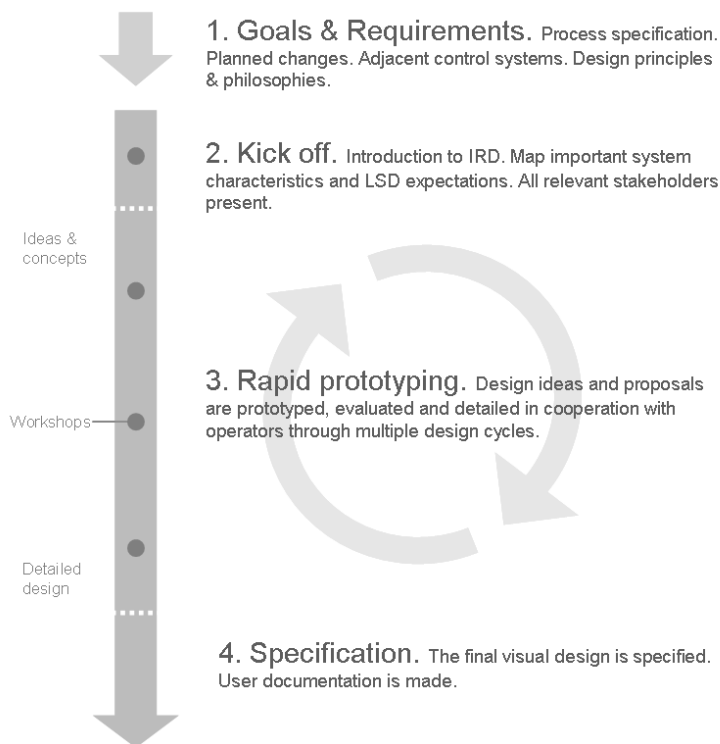 1. Goals & Requirements. Process specification.
Planned changes. Adjacent control systems. Design principles
& philosophies.
2. Kick off. Introduction to IRD. Map important system
characteristics and LSD expectations. All relevant stakeholders
present.
Ideas &
concepts
3. Rapid prototyping. Design ideas and proposals
are prototyped, evaluated and detailed in cooperation with
operators through multiple design cycles.
Workshops
Detailed
design
4. Specification. The final visual design is specified.
User documentation is made.